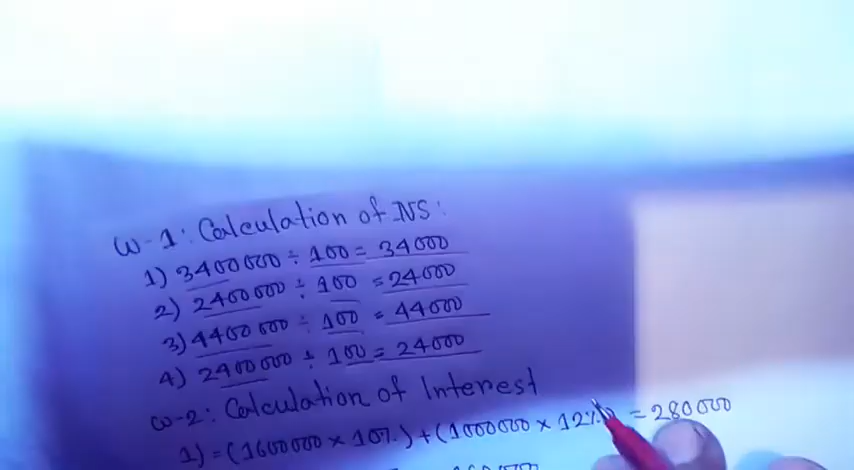 W-1: Calculation of NS:
1) 3400000 ÷ 100 = 34000
2) 2400000 ÷ 100 = 24000
3) 4400000 ÷ 100 = 44000
4) 2400000 ÷ 100 = 24000
W-2: Calculation of Interest
1) = (1600000 × 10%) + (1000000 × 12%) = 280000